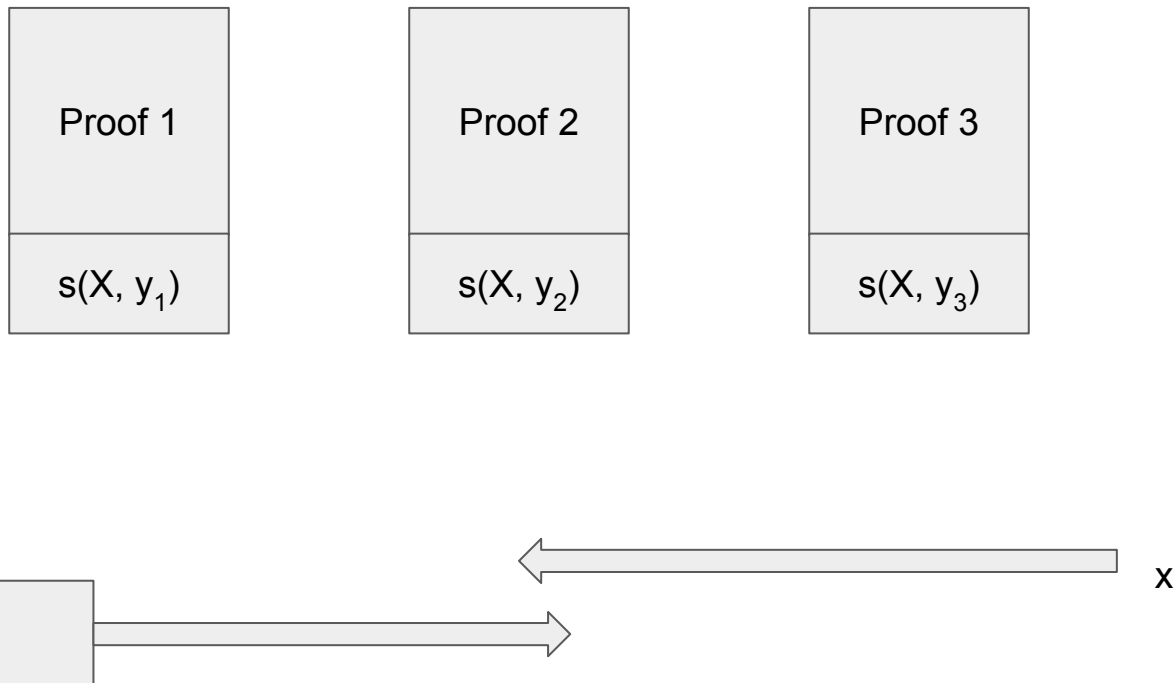 Proof 1 Proof 2 Proof 3
s(X, y₁) s(X, y₂) s(X, y₃)
x